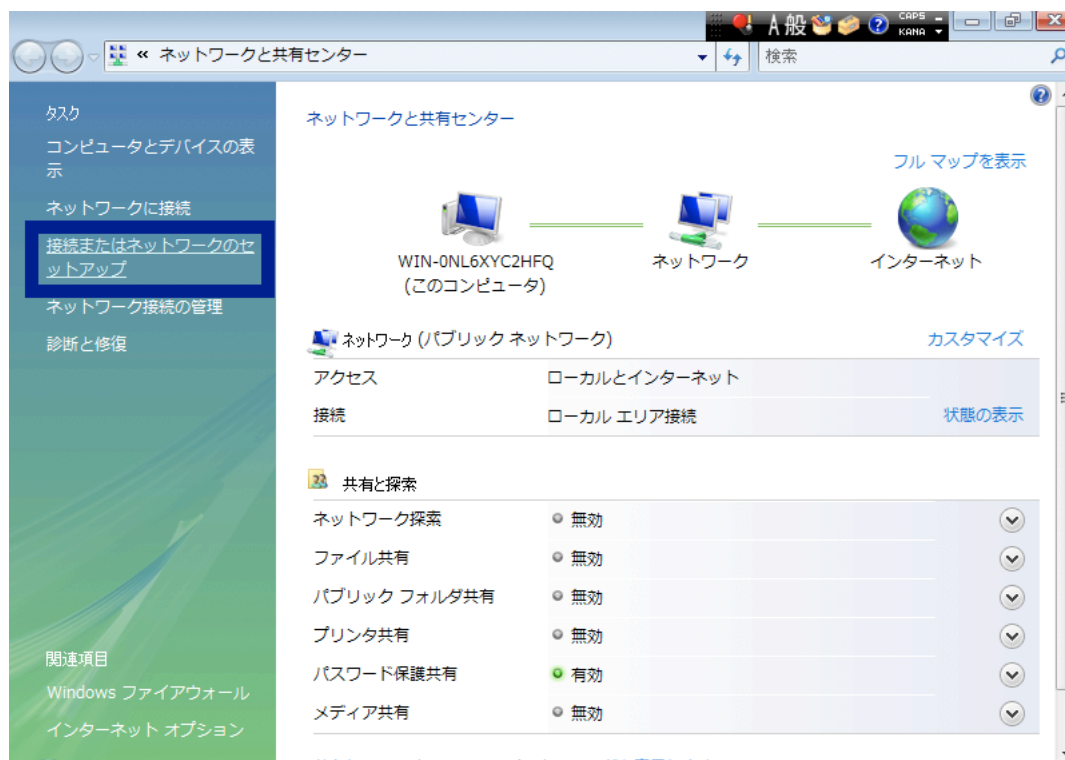 A 般 CAPS
KANA
« ネットワークと共有センター
検索
タスク
コンピュータとデバイスの表
示
ネットワークに接続
接続またはネットワークのセ
ットアップ
ネットワーク接続の管理
診断と修復
関連項目
Windows ファイアウォール
インターネット オプション
ネットワークと共有センター
フル マップを表示
WIN-0NL6XYC2HFQ
(このコンピュータ)
ネットワーク
インターネット
ネットワーク (パブリック ネットワーク)
カスタマイズ
アクセス ローカルとインターネット
接続 ローカル エリア接続 状態の表示
共有と探索
ネットワーク探索 無効
ファイル共有 無効
パブリック フォルダ共有 無効
プリンタ共有 無効
パスワード保護共有 有効
メディア共有 無効